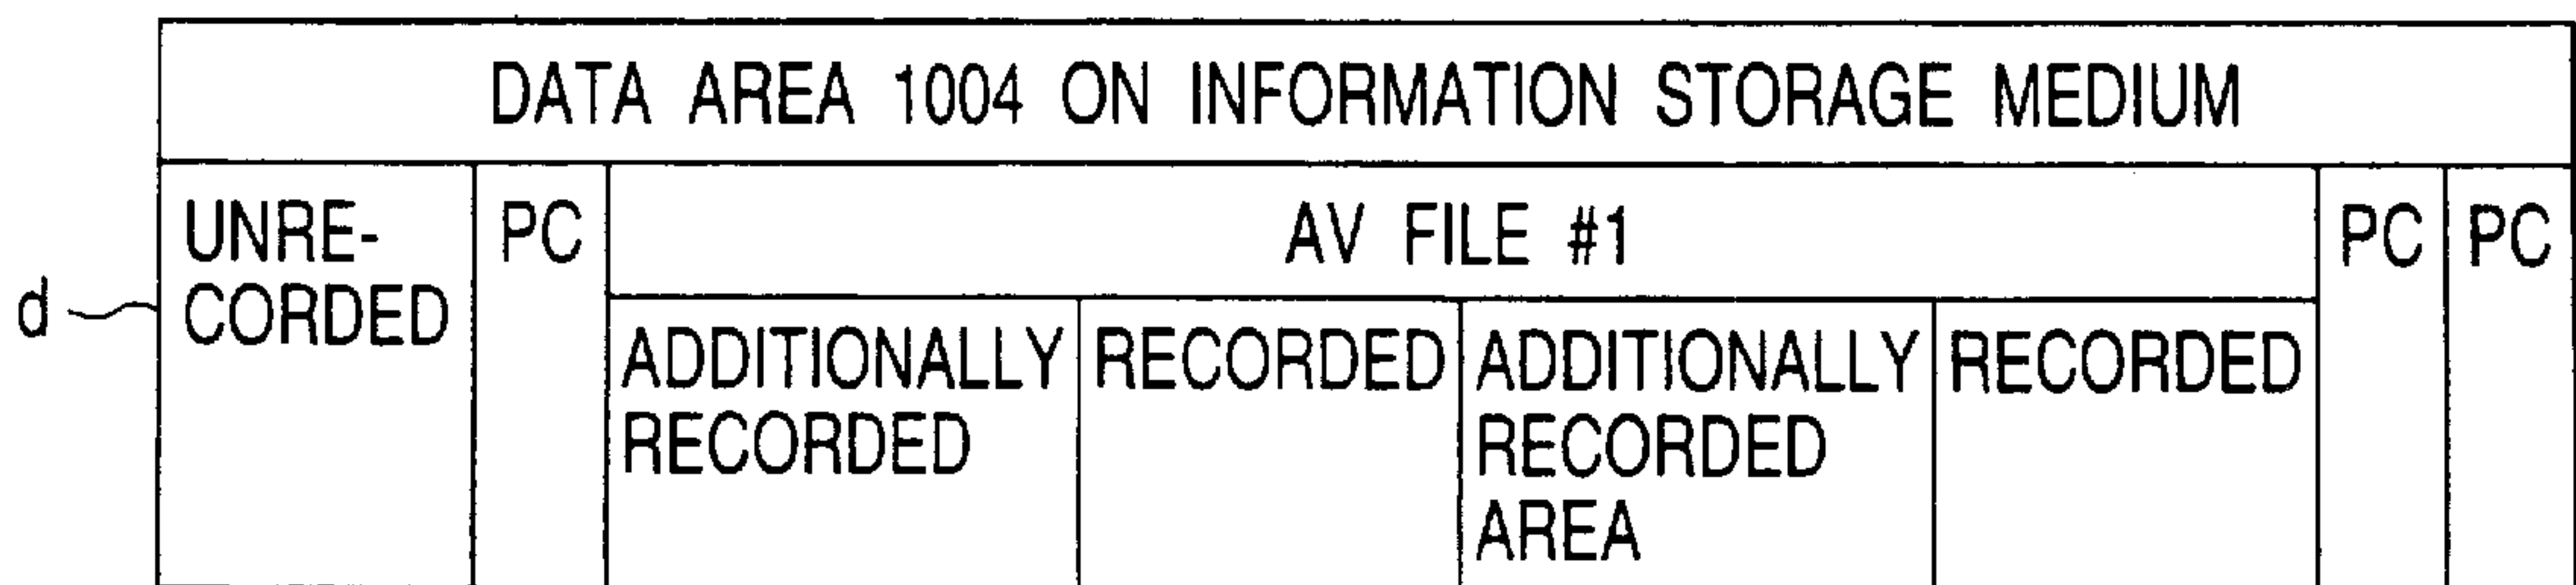 DATA AREA 1004 ON INFORMATION STORAGE MEDIUM
d
UNRE-
CORDED
PC
AV FILE #1
ADDITIONALLY
RECORDED
RECORDED
ADDITIONALLY
RECORDED
AREA
RECORDED
PC
PC